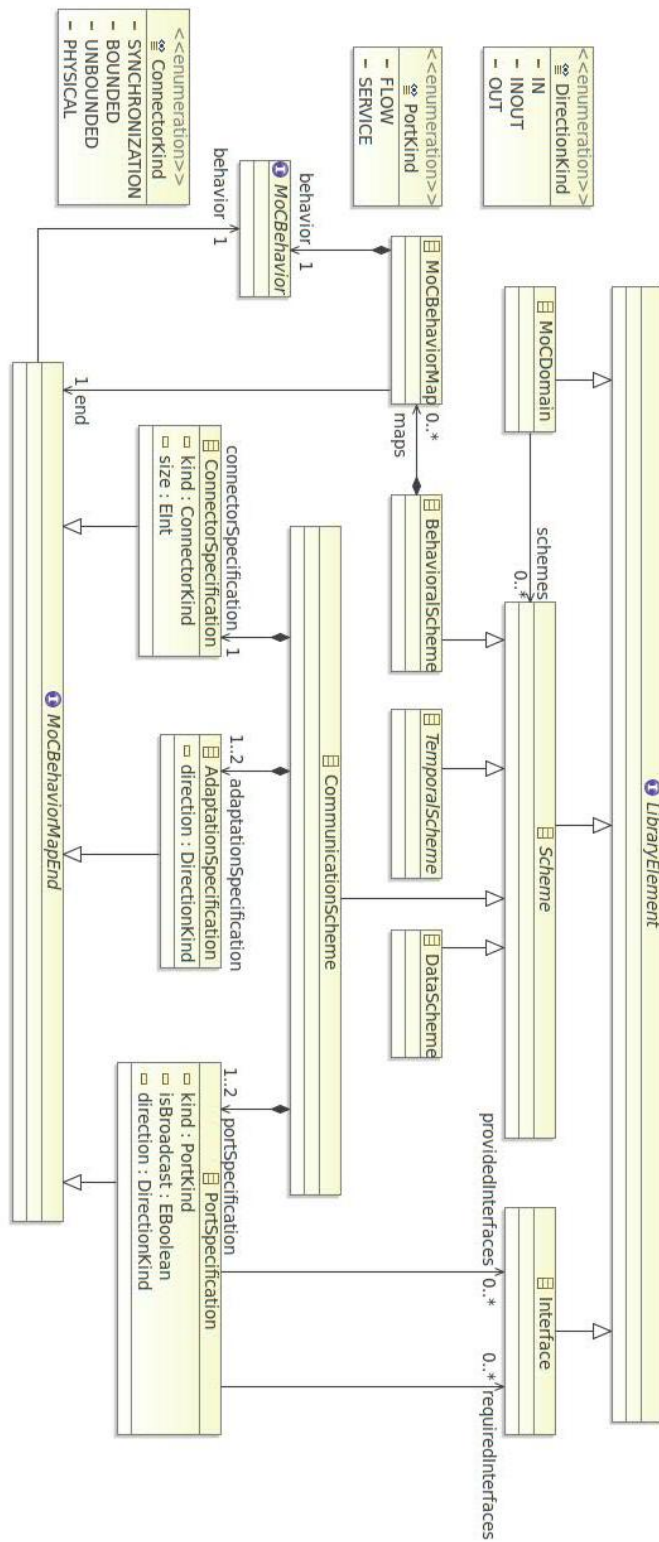 LibraryElement
<<enumeration>>
DirectionKind
IN
INOUT
OUT
MoCDomain
schemes
0..*
Scheme
providedInterfaces 0..*
Interface
0..* requiredInterfaces
<<enumeration>>
PortKind
FLOW
SERVICE
MoCBehaviorMap
0..*
maps
BehavioralScheme
TemporalScheme
DataScheme
behavior
1
MoCBehavior
CommunicationScheme
<<enumeration>>
ConnectorKind
SYNCHRONIZATION
BOUNDED
UNBOUNDED
PHYSICAL
behavior 1
connectorSpecification
1
ConnectorSpecification
kind : ConnectorKind
size : EInt
1..2
adaptationSpecification
AdaptationSpecification
direction : DirectionKind
1..2
portSpecification
PortSpecification
kind : PortKind
isBroadcast : EBoolean
direction : DirectionKind
1 end
MoCBehaviorMapEnd